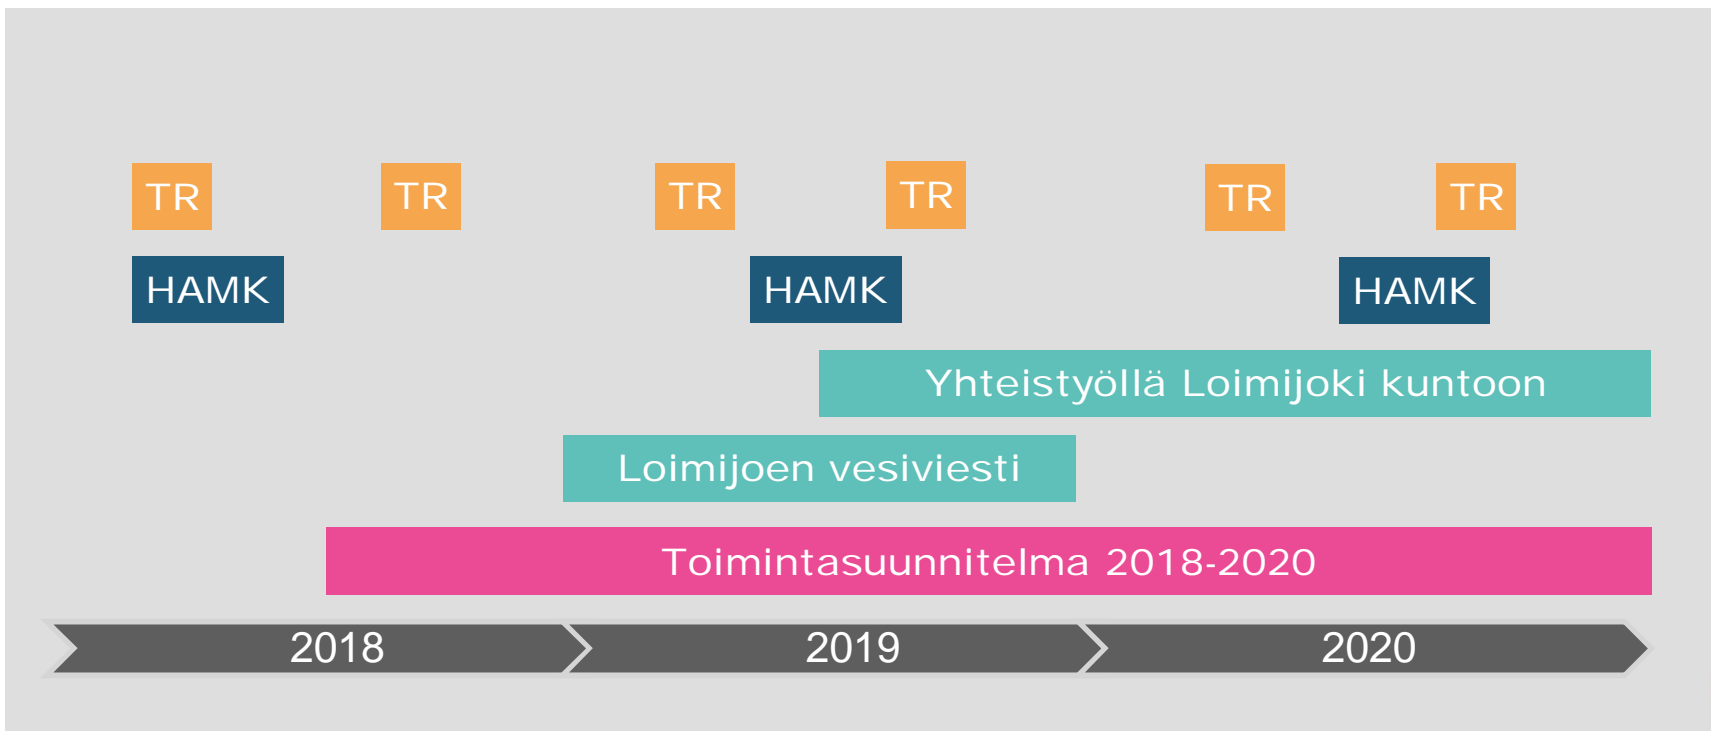 TR
TR
TR
TR
TR
TR
HAMK
HAMK
HAMK
Yhteistyöllä Loimijoki kuntoon
Loimijoen vesiviesti
Toimintasuunnitelma 2018-2020
2018
2019
2020